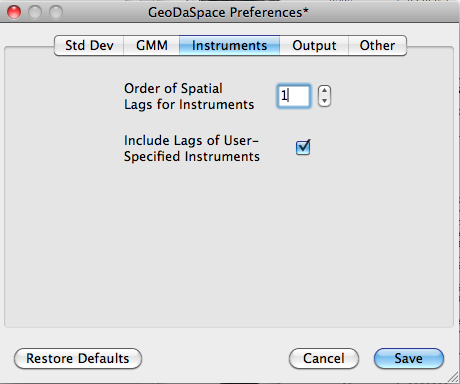 GeoDaSpace Preferences*
Std Dev GMM Instruments Output Other
Order of Spatial
Lags for Instruments
1
Include Lags of User-
Specified Instruments
Restore Defaults Cancel Save